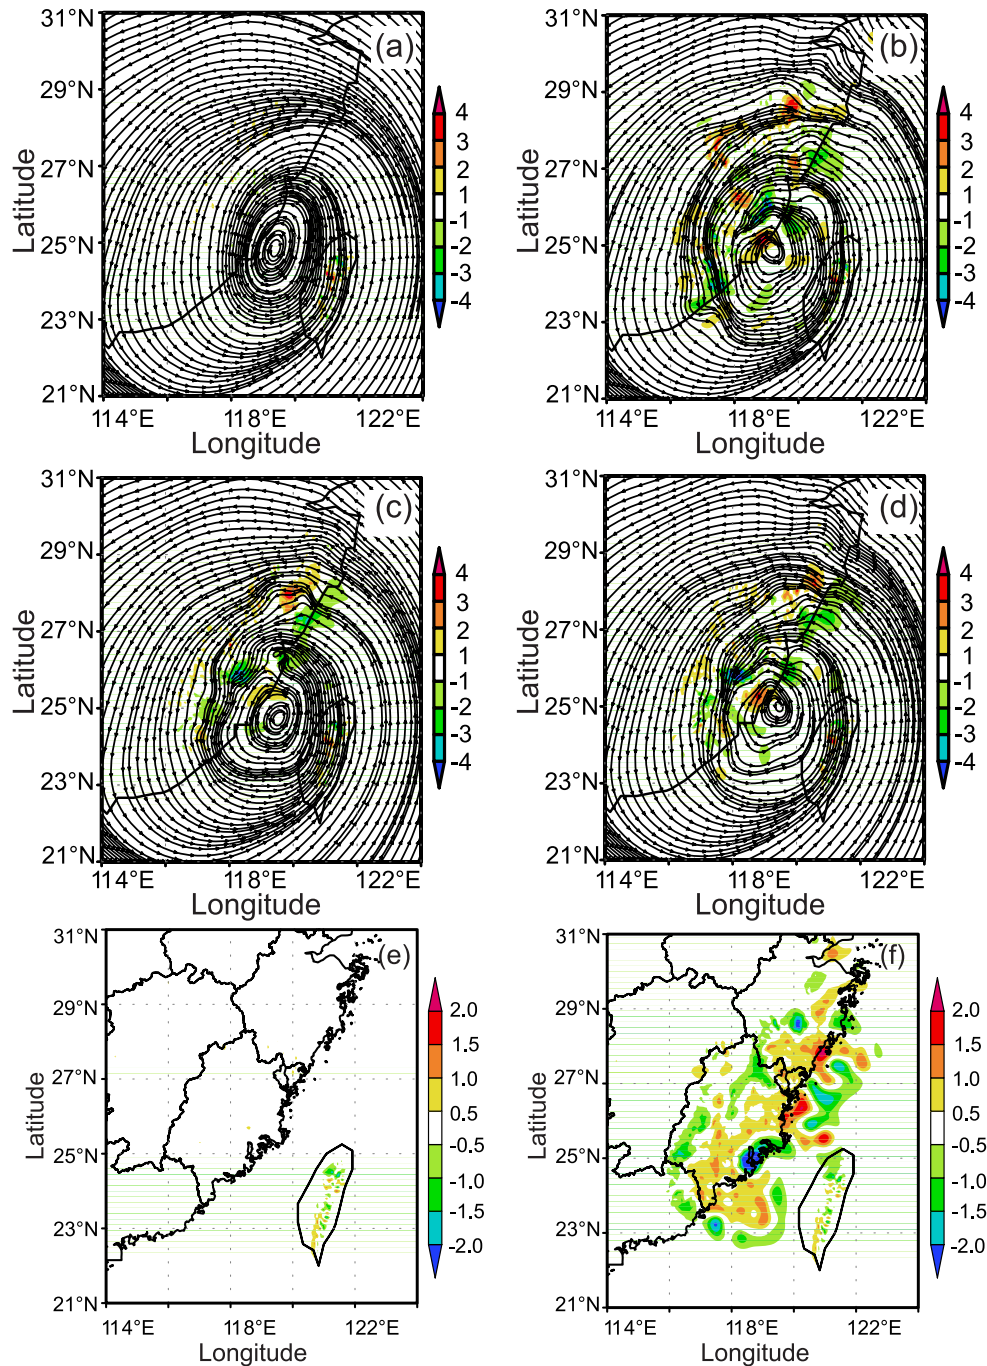 (a)
31°N
29°N
27°N
25°N
23°N
21°N
Latitude
114°E 118°E 122°E
Longitude
4
3
2
1
-1
-2
-3
-4
(b)
31°N
29°N
27°N
25°N
23°N
21°N
Latitude
114°E 118°E 122°E
Longitude
4
3
2
1
-1
-2
-3
-4
(c)
31°N
29°N
27°N
25°N
23°N
21°N
Latitude
114°E 118°E 122°E
Longitude
4
3
2
1
-1
-2
-3
-4
(d)
31°N
29°N
27°N
25°N
23°N
21°N
Latitude
114°E 118°E 122°E
Longitude
4
3
2
1
-1
-2
-3
-4
(e)
31°N
29°N
27°N
25°N
23°N
21°N
Latitude
114°E 118°E 122°E
Longitude
2.0
1.5
1.0
0.5
-0.5
-1.0
-1.5
-2.0
(f)
31°N
29°N
27°N
25°N
23°N
21°N
Latitude
114°E 118°E 122°E
Longitude
2.0
1.5
1.0
0.5
-0.5
-1.0
-1.5
-2.0